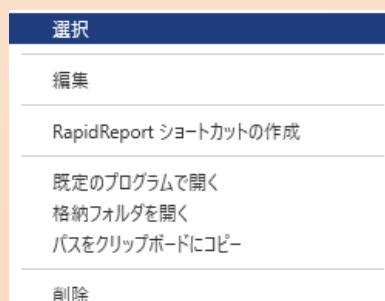 選択
編集
RapidReport ショートカットの作成
既定のプログラムで開く
格納フォルダを開く
パスをクリップボードにコピー
削除